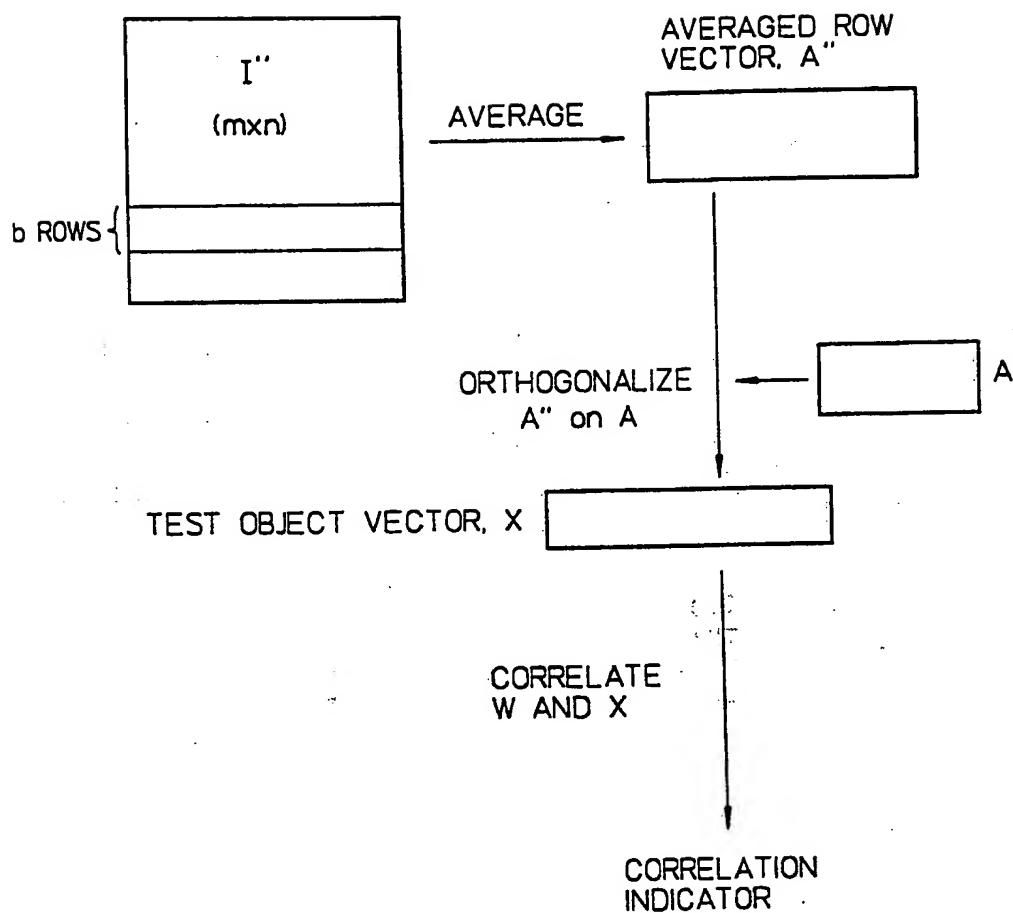 I''
(mxn)
b ROWS
AVERAGE
AVERAGED ROW
VECTOR, A''
ORTHOGONALIZE
A'' on A
A
TEST OBJECT VECTOR, X
CORRELATE
W AND X
CORRELATION
INDICATOR